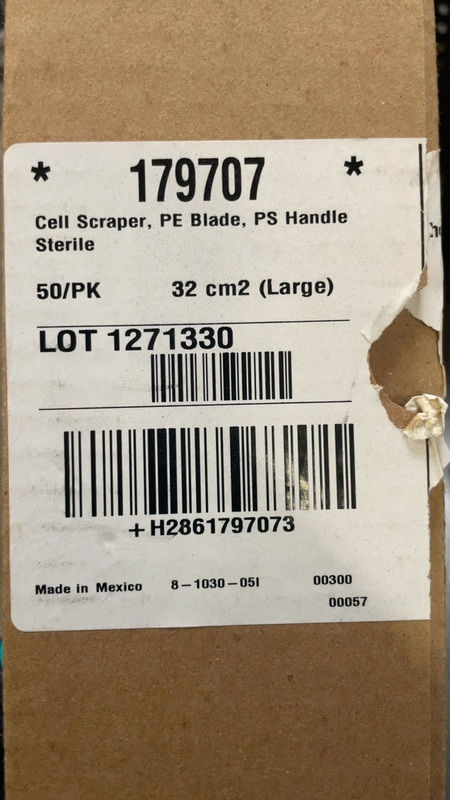 * 179707 *
Cell Scraper, PE Blade, PS Handle
Sterile
50/PK 32 cm2 (Large)
LOT 1271330
+H2861797073
Made in Mexico 8-1030-05I 00300
00057